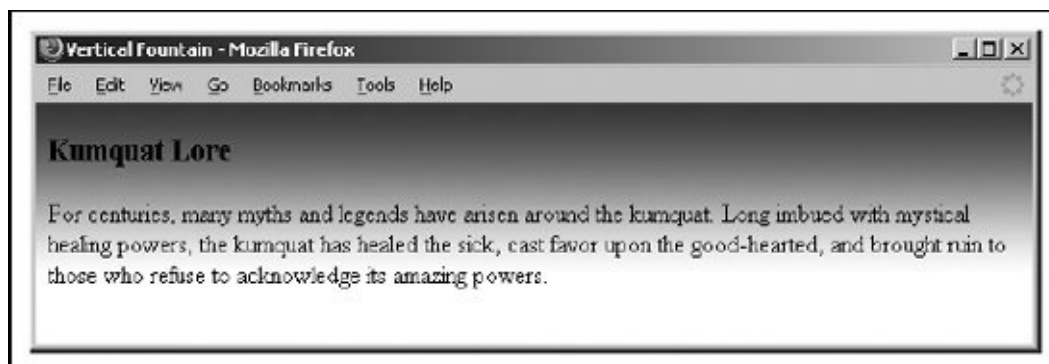 Vertical Fountain - Mozilla Firefox
File Edit View Go Bookmarks Tools Help
Kumquat Lore
For centuries, many myths and legends have arisen around the kumquat. Long imbued with mystical
healing powers, the kumquat has healed the sick, cast favor upon the good-hearted, and brought ruin to
those who refuse to acknowledge its amazing powers.